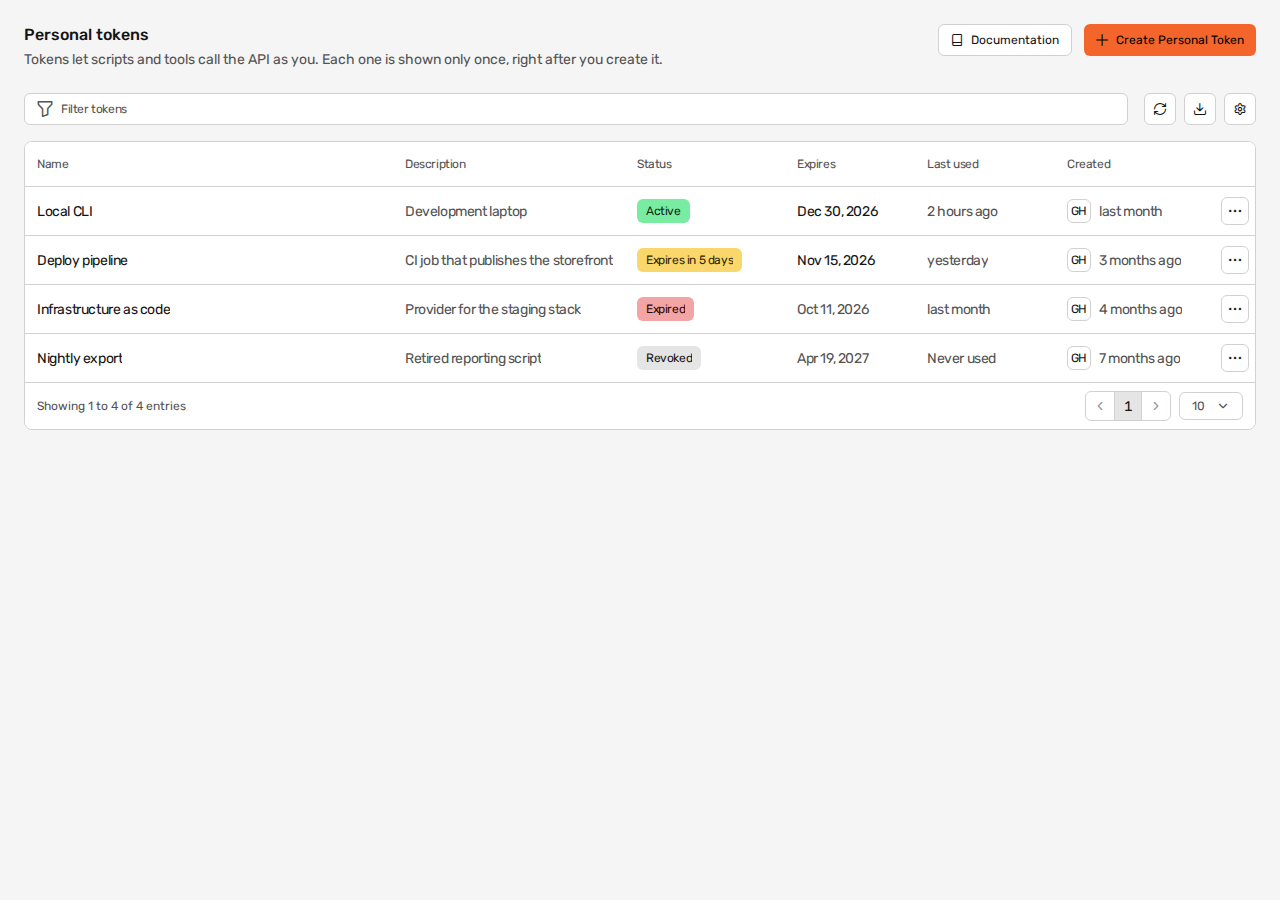 Personal tokens
Tokens let scripts and tools call the API as you. Each one is shown only once, right after you create it.
Documentation
Create Personal Token
Filter tokens
Name Description Status Expires Last used Created
Local CLI Development laptop Active Dec 30, 2026 2 hours ago GH last month
Deploy pipeline CI job that publishes the storefront Expires in 5 days Nov 15, 2026 yesterday GH 3 months ago
Infrastructure as code Provider for the staging stack Expired Oct 11, 2026 last month GH 4 months ago
Nightly export Retired reporting script Revoked Apr 19, 2027 Never used GH 7 months ago
Showing 1 to 4 of 4 entries 1 10